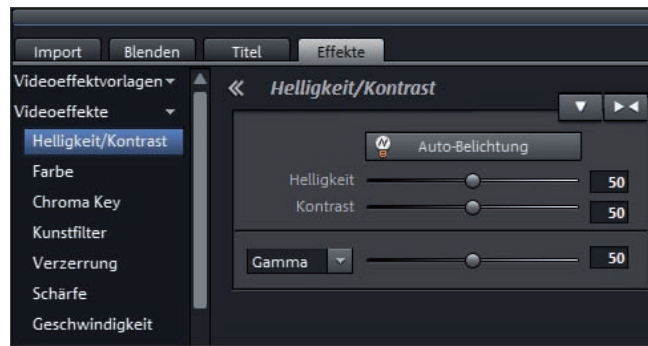 Import Blenden Titel Effekte
Videoeffektvorlagen
Videoeffekte
Helligkeit/Kontrast
Farbe
Chroma Key
Kunstfilter
Verzerrung
Schärfe
Geschwindigkeit
Helligkeit/Kontrast
Auto-Belichtung
Helligkeit 50
Kontrast 50
Gamma 50